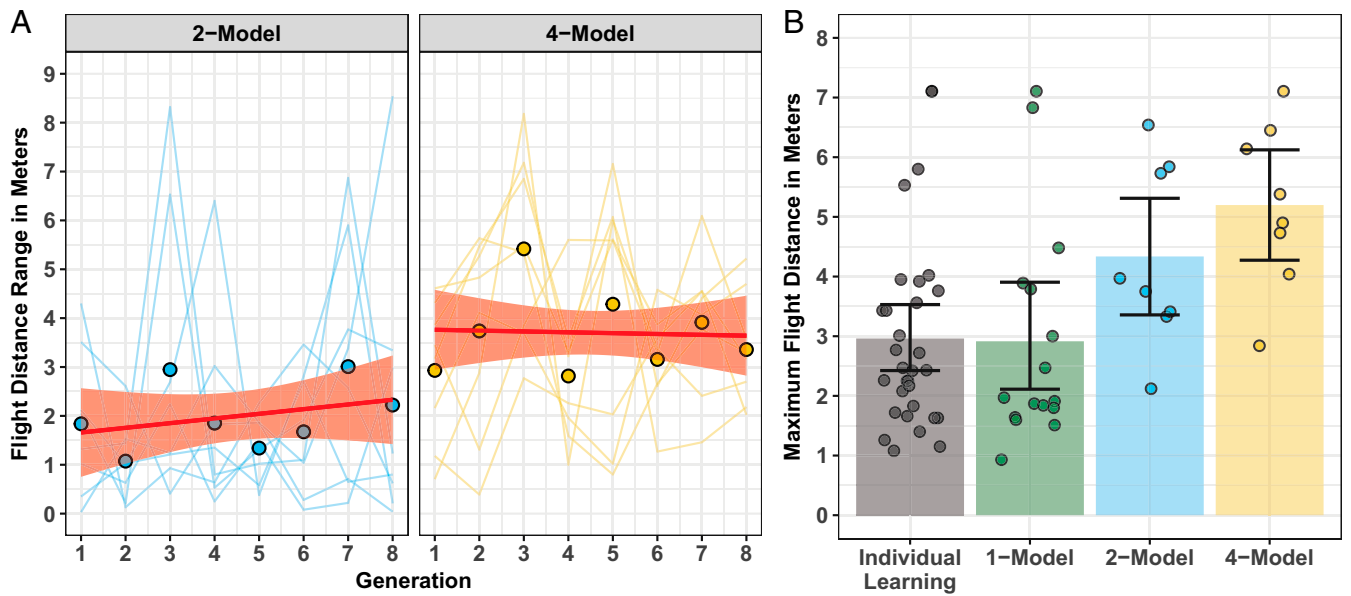 A
2−Model
4−Model
Flight Distance Range in Meters
9
8
7
6
5
4
3
2
1
0
1 2 3 4 5 6 7 8
1 2 3 4 5 6 7 8
Generation
B
Maximum Flight Distance in Meters
8
7
6
5
4
3
2
1
0
Individual
Learning
1−Model
2−Model
4−Model